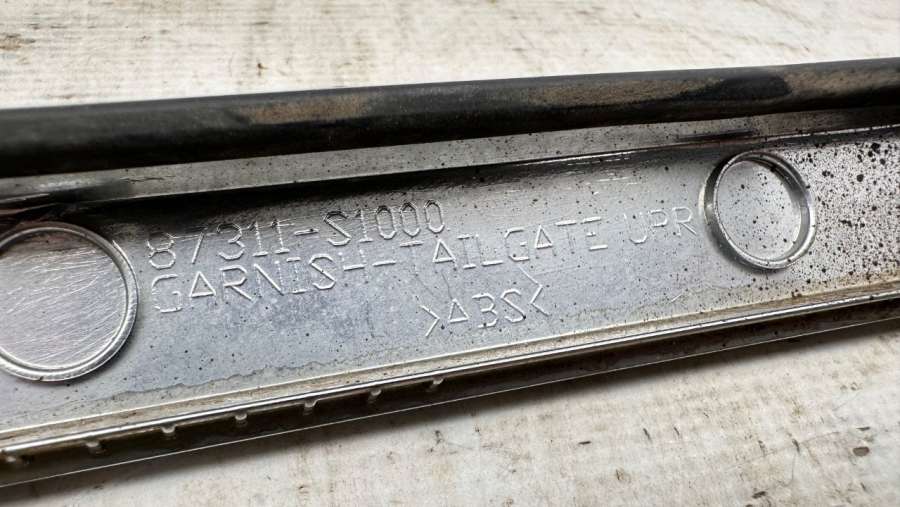 87311-S1000
GARNISH-TAILGATE UPR
>ABS<